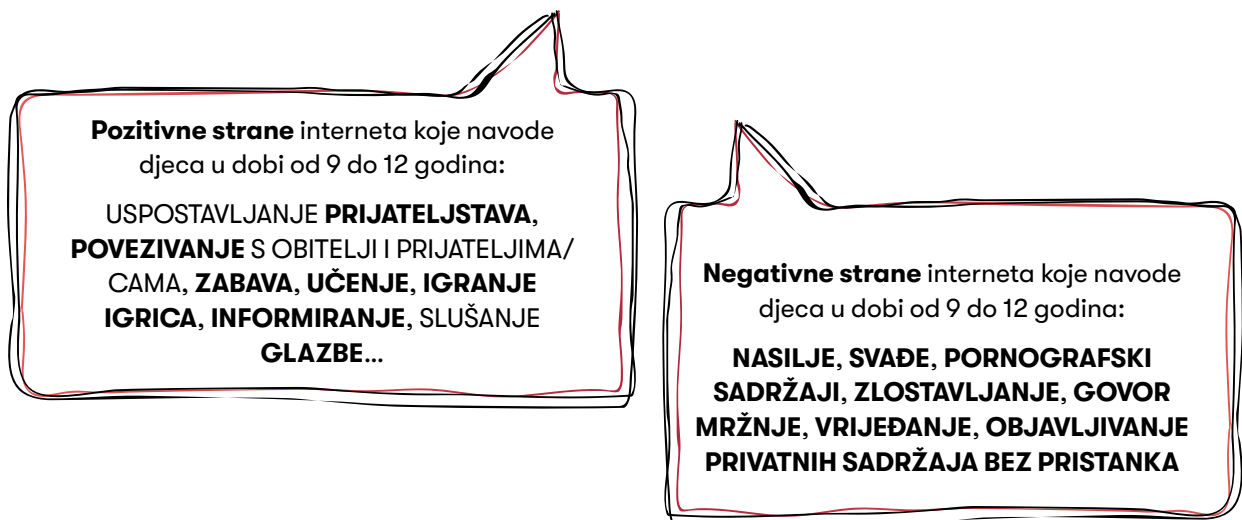 Pozitivne strane interneta koje navode
djeca u dobi od 9 do 12 godina:
USPOSTAVLJANJE PRIJATELJSTAVA,
POVEZIVANJE S OBITELJI I PRIJATELJIMA/
CAMA, ZABAVA, UČENJE, IGRANJE
IGRICA, INFORMIRANJE, SLUŠANJE
GLAZBE...
Negativne strane interneta koje navode
djeca u dobi od 9 do 12 godina:
NASILJE, SVAĐE, PORNOGRAFSKI
SADRŽAJI, ZLOSTAVLJANJE, GOVOR
MRŽNJE, VRIJEĐANJE, OBJAVLJIVANJE
PRIVATNIH SADRŽAJA BEZ PRISTANKA